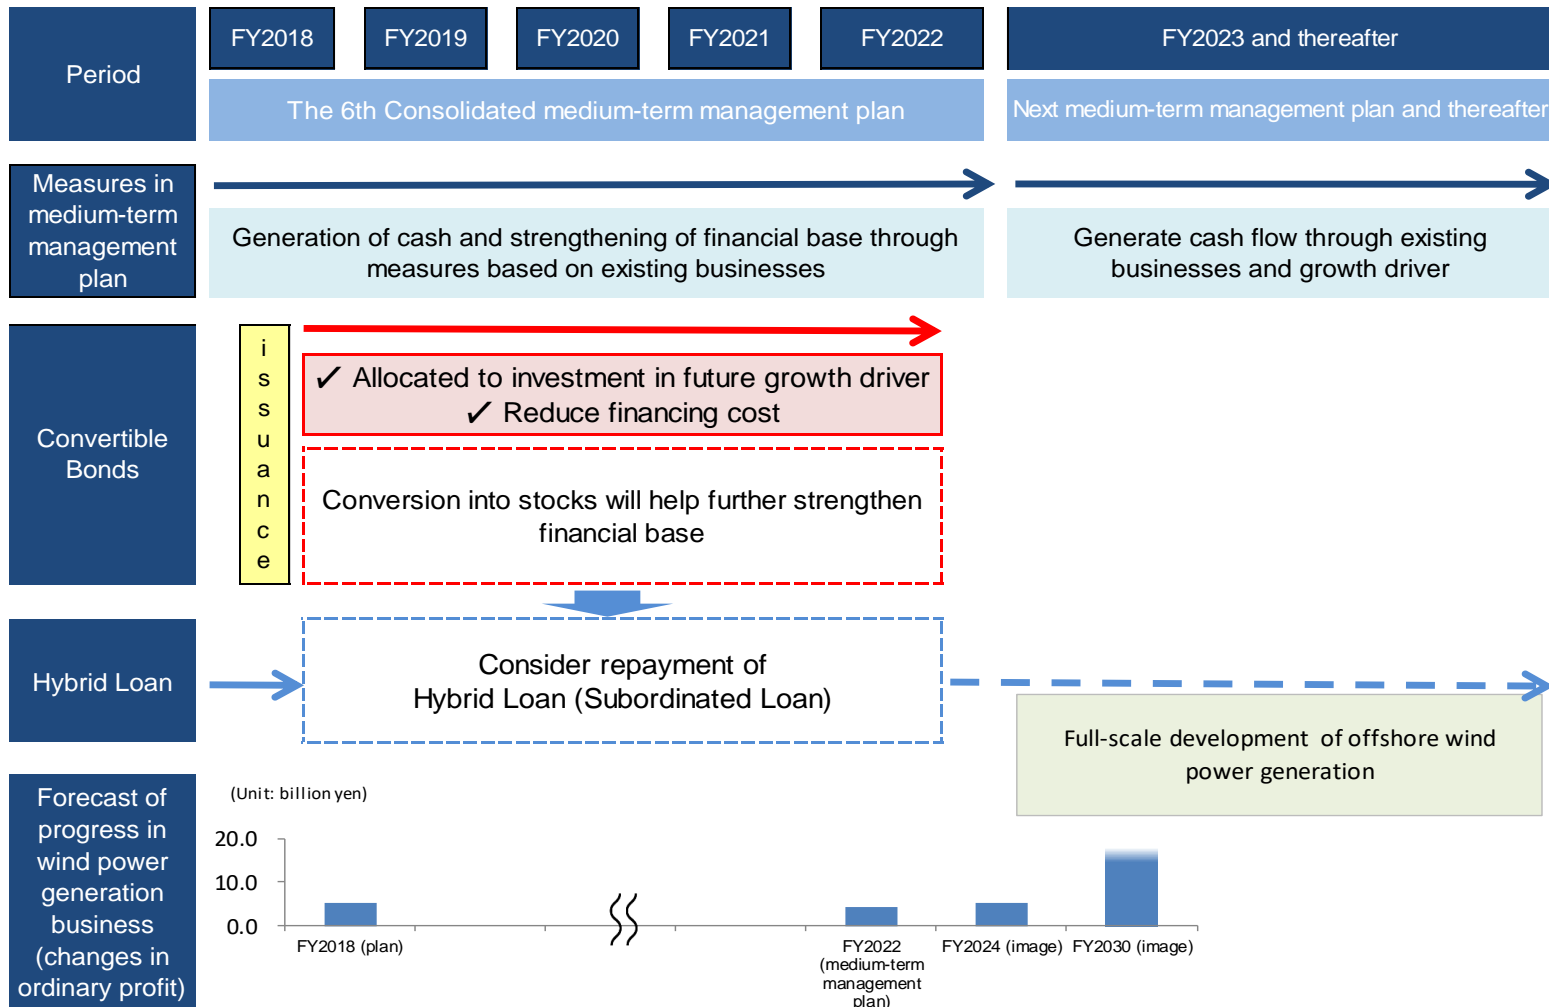 Period
FY2018
FY2019
FY2020
FY2021
FY2022
FY2023 and thereafter
The 6th Consolidated medium-term management plan
Next medium-term management plan and thereafter
Measures in
medium-term
management
plan
Generation of cash and strengthening of financial base through
measures based on existing businesses
Generate cash flow through existing
businesses and growth driver
Convertible
Bonds
i
s
s
u
a
n
c
e
✓ Allocated to investment in future growth driver
✓ Reduce financing cost
Conversion into stocks will help further strengthen
financial base
Hybrid Loan
Consider repayment of
Hybrid Loan (Subordinated Loan)
Full-scale development of offshore wind
power generation
Forecast of
progress in
wind power
generation
business
(changes in
ordinary profit)
(Unit: billion yen)
20.0
10.0
0.0
FY2018 (plan)
FY2022
(medium-term
management
plan)
FY2024 (image)
FY2030 (image)